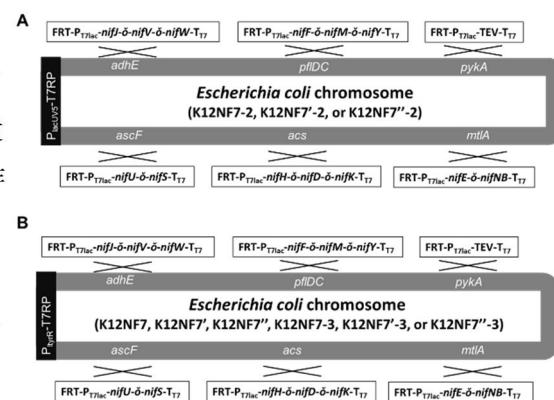 A
FRT-PT7lac-nifJ-ŏ-nifV-ŏ-nifW-TT7
FRT-PT7lac-nifF-ŏ-nifM-ŏ-nifY-TT7
FRT-PT7lac-TEV-TT7
adhE
pflDC
pykA
PlacUV5-T7RP
Escherichia coli chromosome
(K12NF7-2, K12NF7'-2, or K12NF7''-2)
ascF
acs
mtlA
FRT-PT7lac-nifU-ŏ-nifS-TT7
FRT-PT7lac-nifH-ŏ-nifD-ŏ-nifK-TT7
FRT-PT7lac-nifE-ŏ-nifNB-TT7
B
FRT-PT7lac-nifJ-ŏ-nifV-ŏ-nifW-TT7
FRT-PT7lac-nifF-ŏ-nifM-ŏ-nifY-TT7
FRT-PT7lac-TEV-TT7
adhE
pflDC
pykA
PltyrR-T7RP
Escherichia coli chromosome
(K12NF7, K12NF7', K12NF7'', K12NF7-3, K12NF7'-3, or K12NF7''-3)
ascF
acs
mtlA
FRT-PT7lac-nifU-ŏ-nifS-TT7
FRT-PT7lac-nifH-ŏ-nifD-ŏ-nifK-TT7
FRT-PT7lac-nifE-ŏ-nifNB-TT7